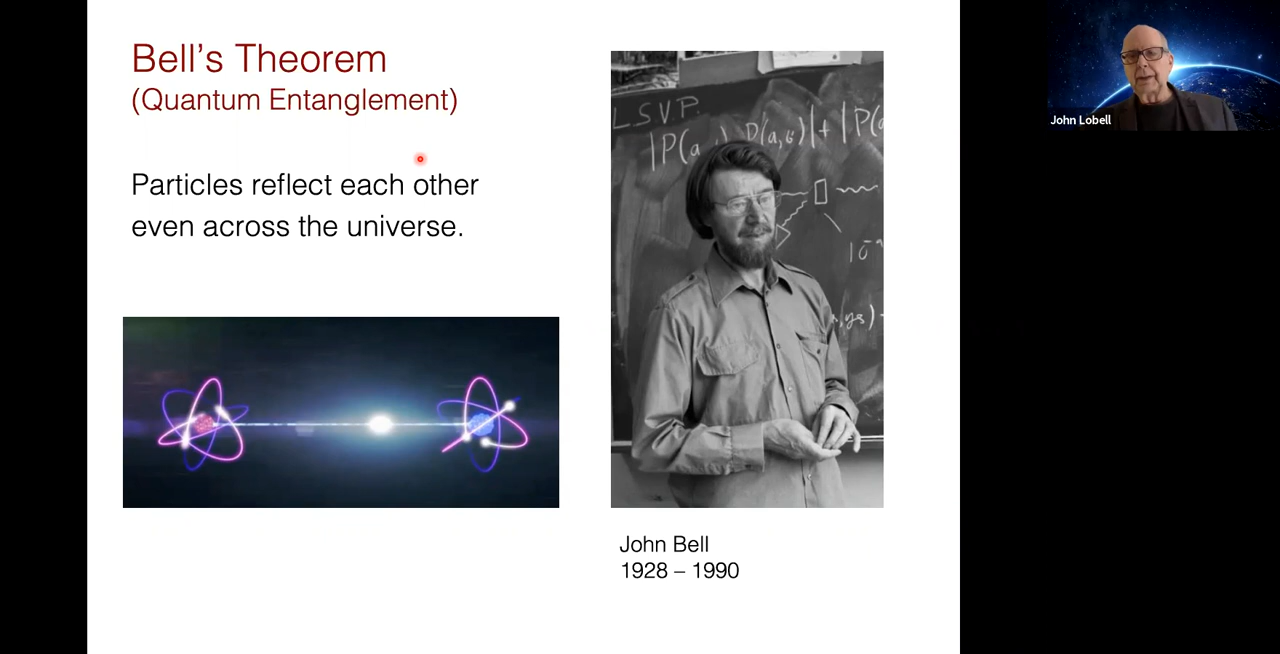 Bell's Theorem
(Quantum Entanglement)
Particles reflect each other
even across the universe.
L.S.V.P.
John Bell
1928 – 1990
John Lobell